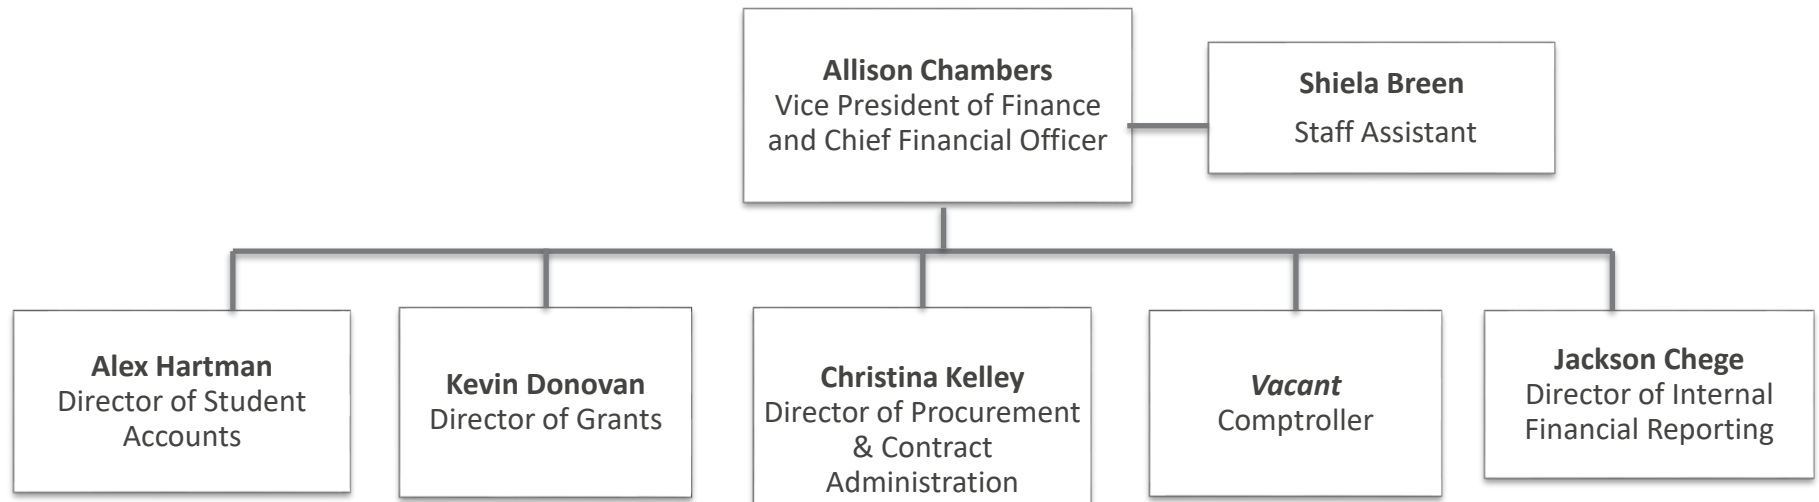 Allison Chambers
Vice President of Finance
and Chief Financial Officer
Shiela Breen
Staff Assistant
Alex Hartman
Director of Student
Accounts
Kevin Donovan
Director of Grants
Christina Kelley
Director of Procurement
& Contract
Administration
Vacant
Comptroller
Jackson Chege
Director of Internal
Financial Reporting